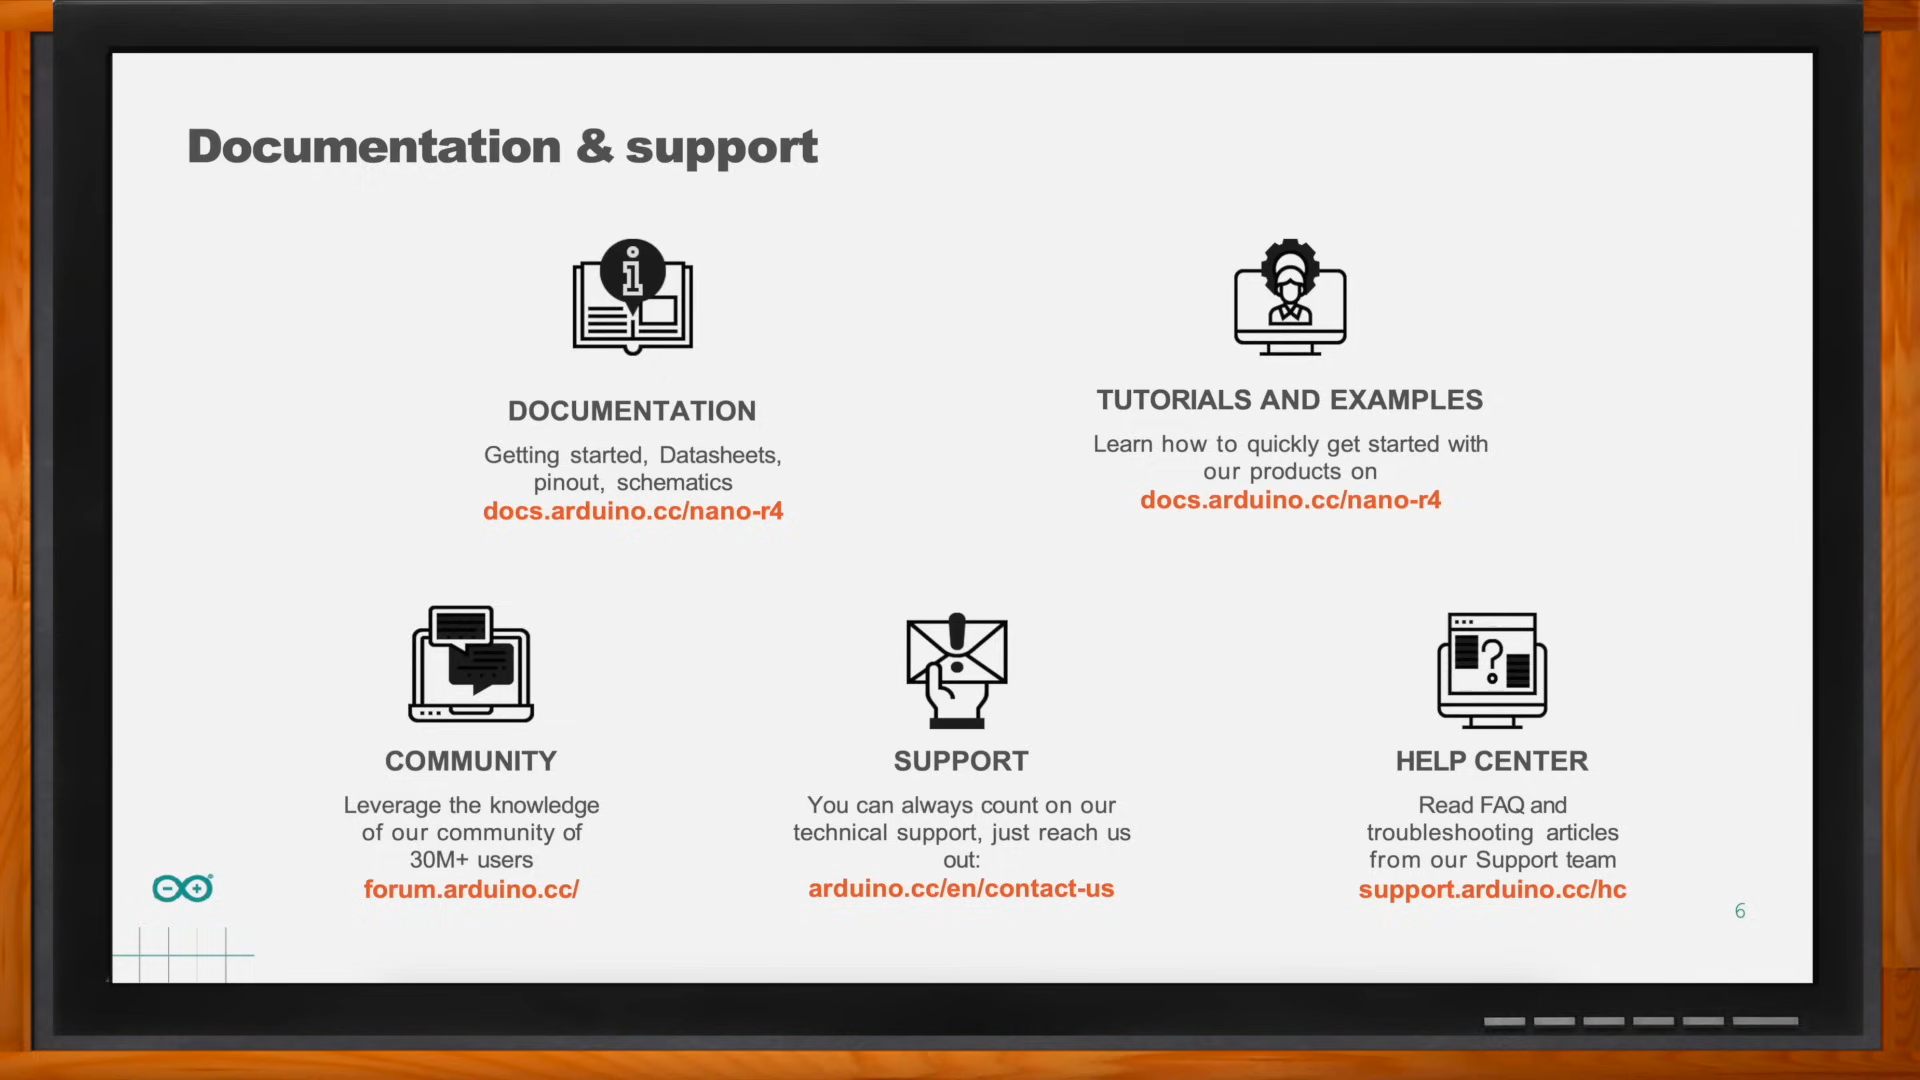 Documentation & support
DOCUMENTATION
Getting started, Datasheets,
pinout, schematics
docs.arduino.cc/nano-r4
TUTORIALS AND EXAMPLES
Learn how to quickly get started with
our products on
docs.arduino.cc/nano-r4
COMMUNITY
Leverage the knowledge
of our community of
30M+ users
forum.arduino.cc/
SUPPORT
You can always count on our
technical support, just reach us
out:
arduino.cc/en/contact-us
HELP CENTER
Read FAQ and
troubleshooting articles
from our Support team
support.arduino.cc/hc
6